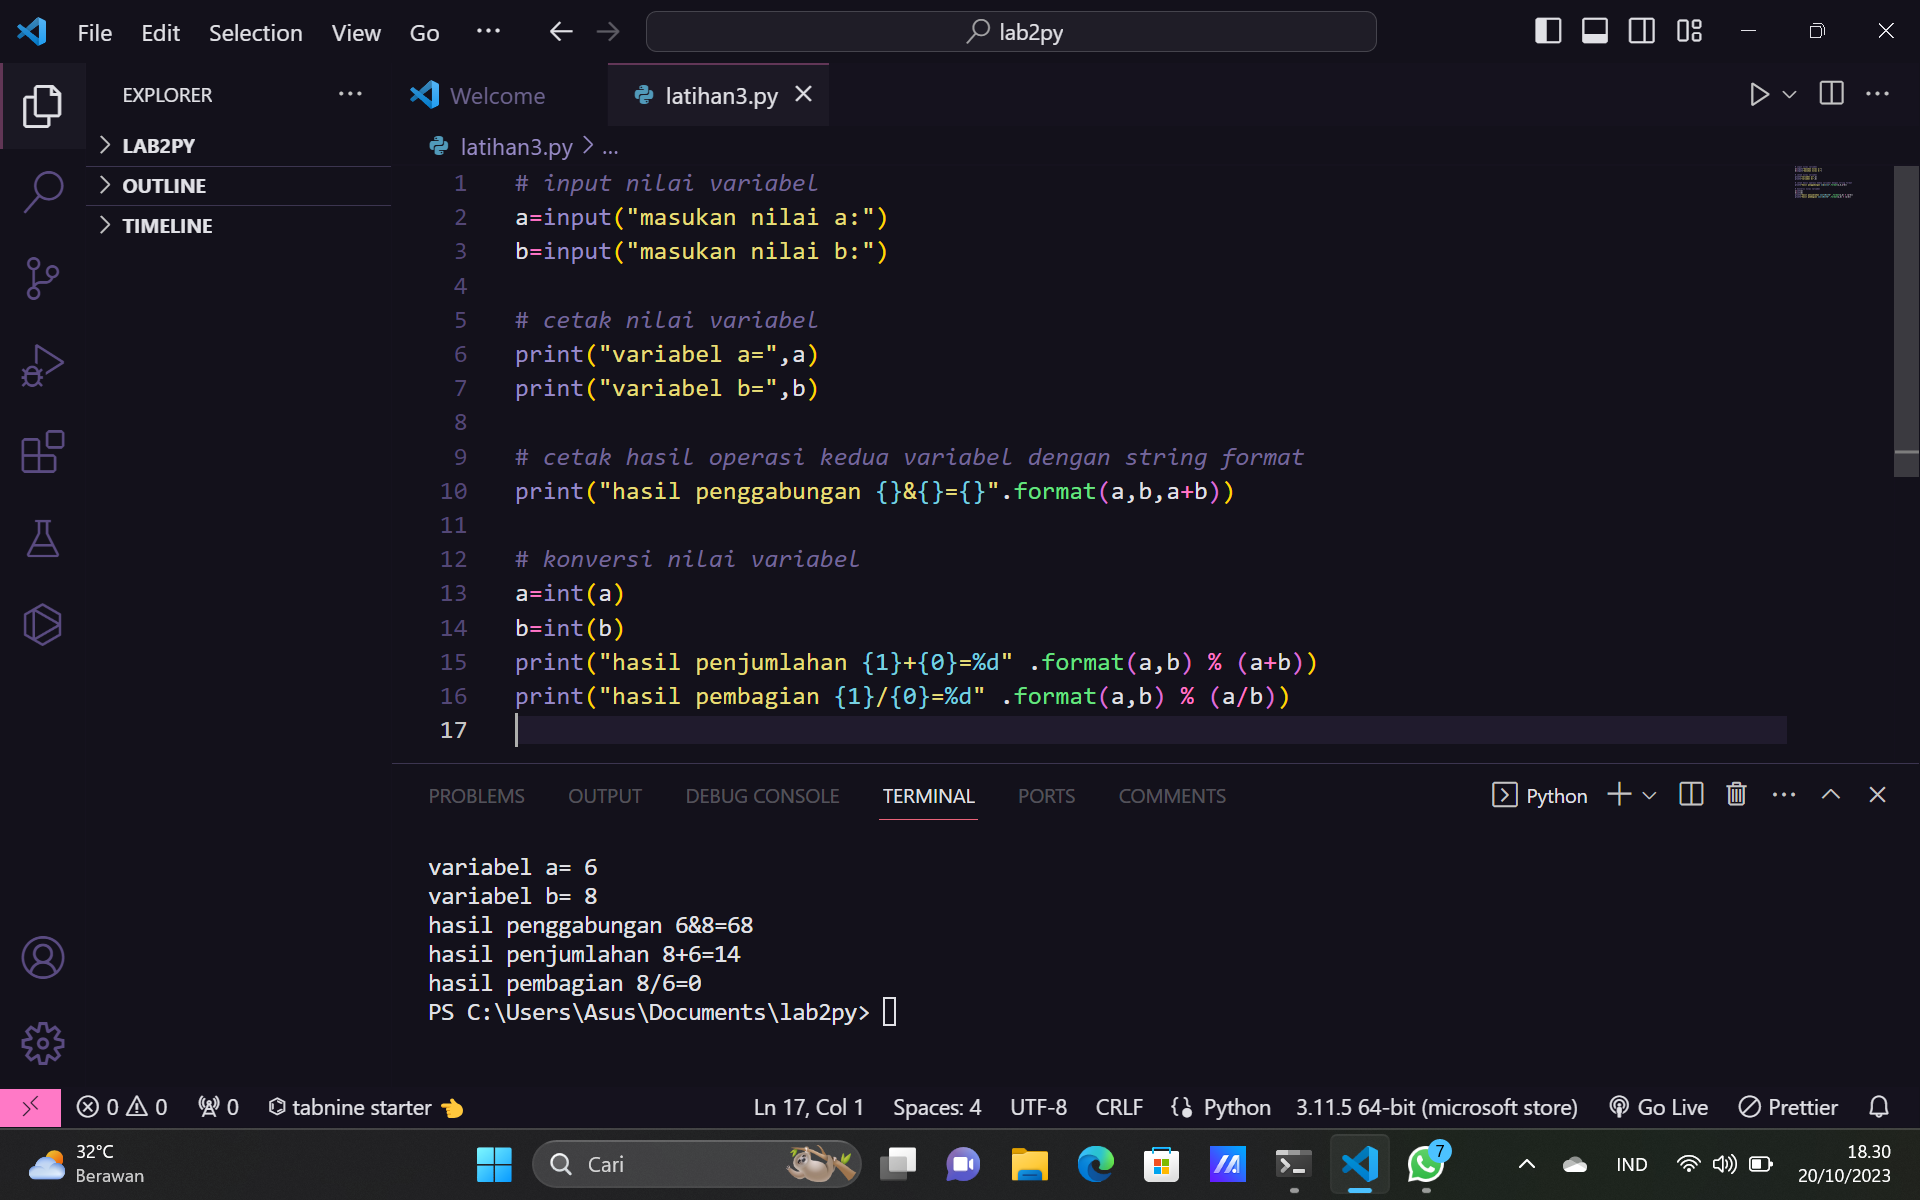 File Edit Selection View Go ... lab2py
EXPLORER ...
LAB2PY
OUTLINE
TIMELINE
Welcome latihan3.py
latihan3.py > ...
1 # input nilai variabel
2 a=input("masukan nilai a:")
3 b=input("masukan nilai b:")
4
5 # cetak nilai variabel
6 print("variabel a=",a)
7 print("variabel b=",b)
8
9 # cetak hasil operasi kedua variabel dengan string format
10 print("hasil penggabungan {}&{}={}".format(a,b,a+b))
11
12 # konversi nilai variabel
13 a=int(a)
14 b=int(b)
15 print("hasil penjumlahan {1}+{0}=%d" .format(a,b) % (a+b))
16 print("hasil pembagian {1}/{0}=%d" .format(a,b) % (a/b))
17
PROBLEMS OUTPUT DEBUG CONSOLE TERMINAL PORTS COMMENTS Python
variabel a= 6
variabel b= 8
hasil penggabungan 6&8=68
hasil penjumlahan 8+6=14
hasil pembagian 8/6=0
PS C:\Users\Asus\Documents\lab2py>
0 0 0 tabnine starter Ln 17, Col 1 Spaces: 4 UTF-8 CRLF Python 3.11.5 64-bit (microsoft store) Go Live Prettier
32°C
Berawan
Cari
7
IND
18.30
20/10/2023